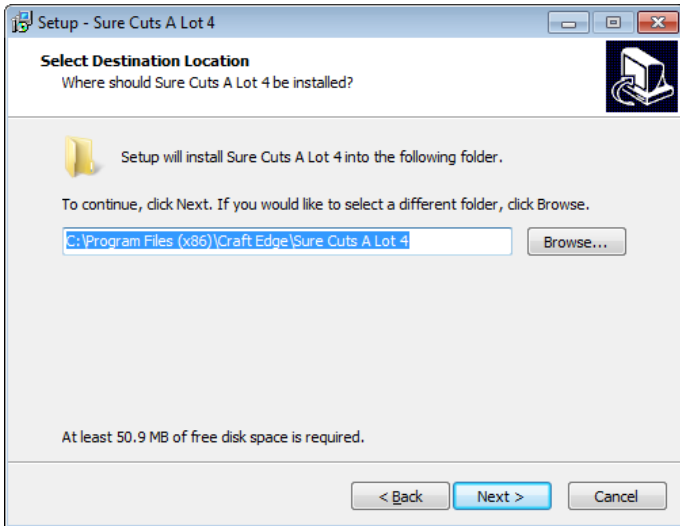 Setup - Sure Cuts A Lot 4
Select Destination Location
Where should Sure Cuts A Lot 4 be installed?
Setup will install Sure Cuts A Lot 4 into the following folder.
To continue, click Next. If you would like to select a different folder, click Browse.
C:\Program Files (x86)\Craft Edge\Sure Cuts A Lot 4
Browse...
At least 50.9 MB of free disk space is required.
< Back
Next >
Cancel